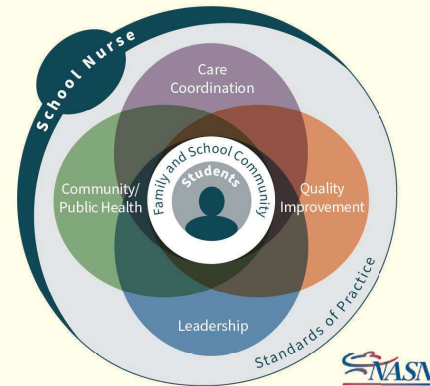 School Nurse
Care
Coordination
Family and School Community
Students
Community/
Public Health
Quality
Improvement
Leadership
Standards of Practice
NASN